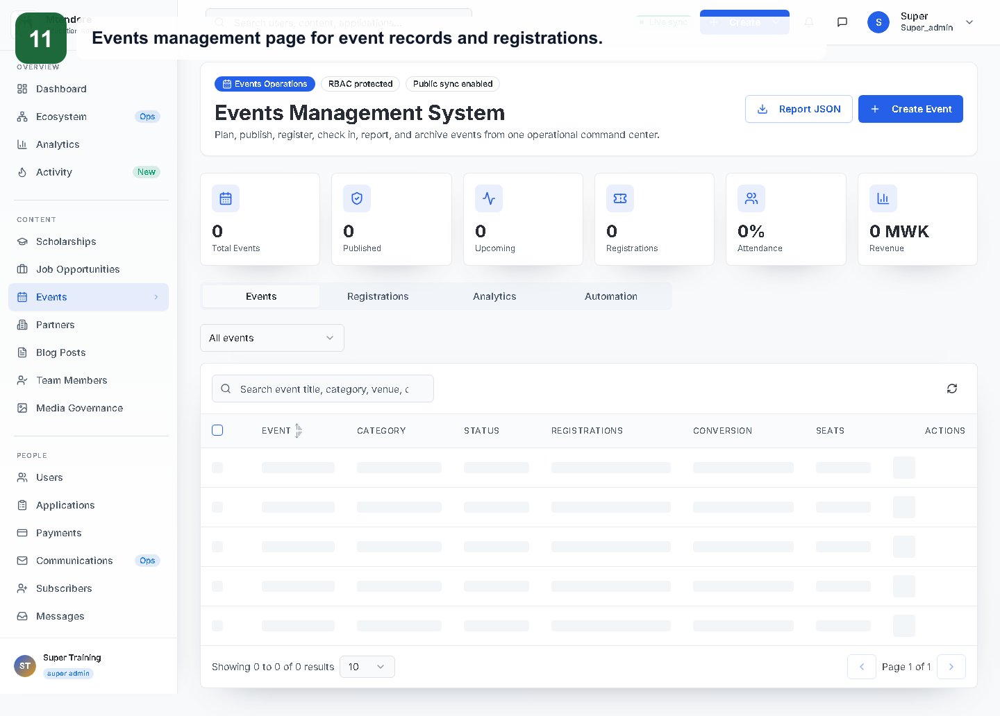 11
Events management page for event records and registrations.
Search users, content, applications...
Live sync
Create
S
Super
Super_admin
OVERVIEW
Dashboard
Ecosystem
Ops
Analytics
Activity
New
CONTENT
Scholarships
Job Opportunities
Events
Partners
Blog Posts
Team Members
Media Governance
PEOPLE
Users
Applications
Payments
Communications
Ops
Subscribers
Messages
ST
Super Training
super admin
Events Operations
RBAC protected
Public sync enabled
Events Management System
Plan, publish, register, check in, report, and archive events from one operational command center.
Report JSON
Create Event
0
Total Events
0
Published
0
Upcoming
0
Registrations
0%
Attendance
0 MWK
Revenue
Events
Registrations
Analytics
Automation
All events
Search event title, category, venue, c
EVENT
CATEGORY
STATUS
REGISTRATIONS
CONVERSION
SEATS
ACTIONS
Showing 0 to 0 of 0 results
10
Page 1 of 1